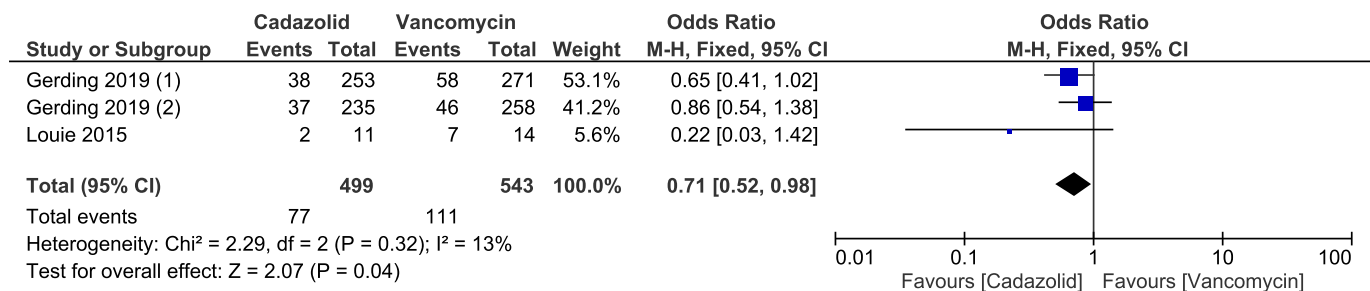 Cadazolid Vancomycin Odds Ratio Odds Ratio
Study or Subgroup Events Total Events Total Weight M-H, Fixed, 95% CI M-H, Fixed, 95% CI
Gerding 2019 (1) 38 253 58 271 53.1% 0.65 [0.41, 1.02]
Gerding 2019 (2) 37 235 46 258 41.2% 0.86 [0.54, 1.38]
Louie 2015 2 11 7 14 5.6% 0.22 [0.03, 1.42]
Total (95% CI) 499 543 100.0% 0.71 [0.52, 0.98]
Total events 77 111
Heterogeneity: Chi² = 2.29, df = 2 (P = 0.32); I² = 13%
Test for overall effect: Z = 2.07 (P = 0.04)
0.01 0.1 1 10 100
Favours [Cadazolid] Favours [Vancomycin]